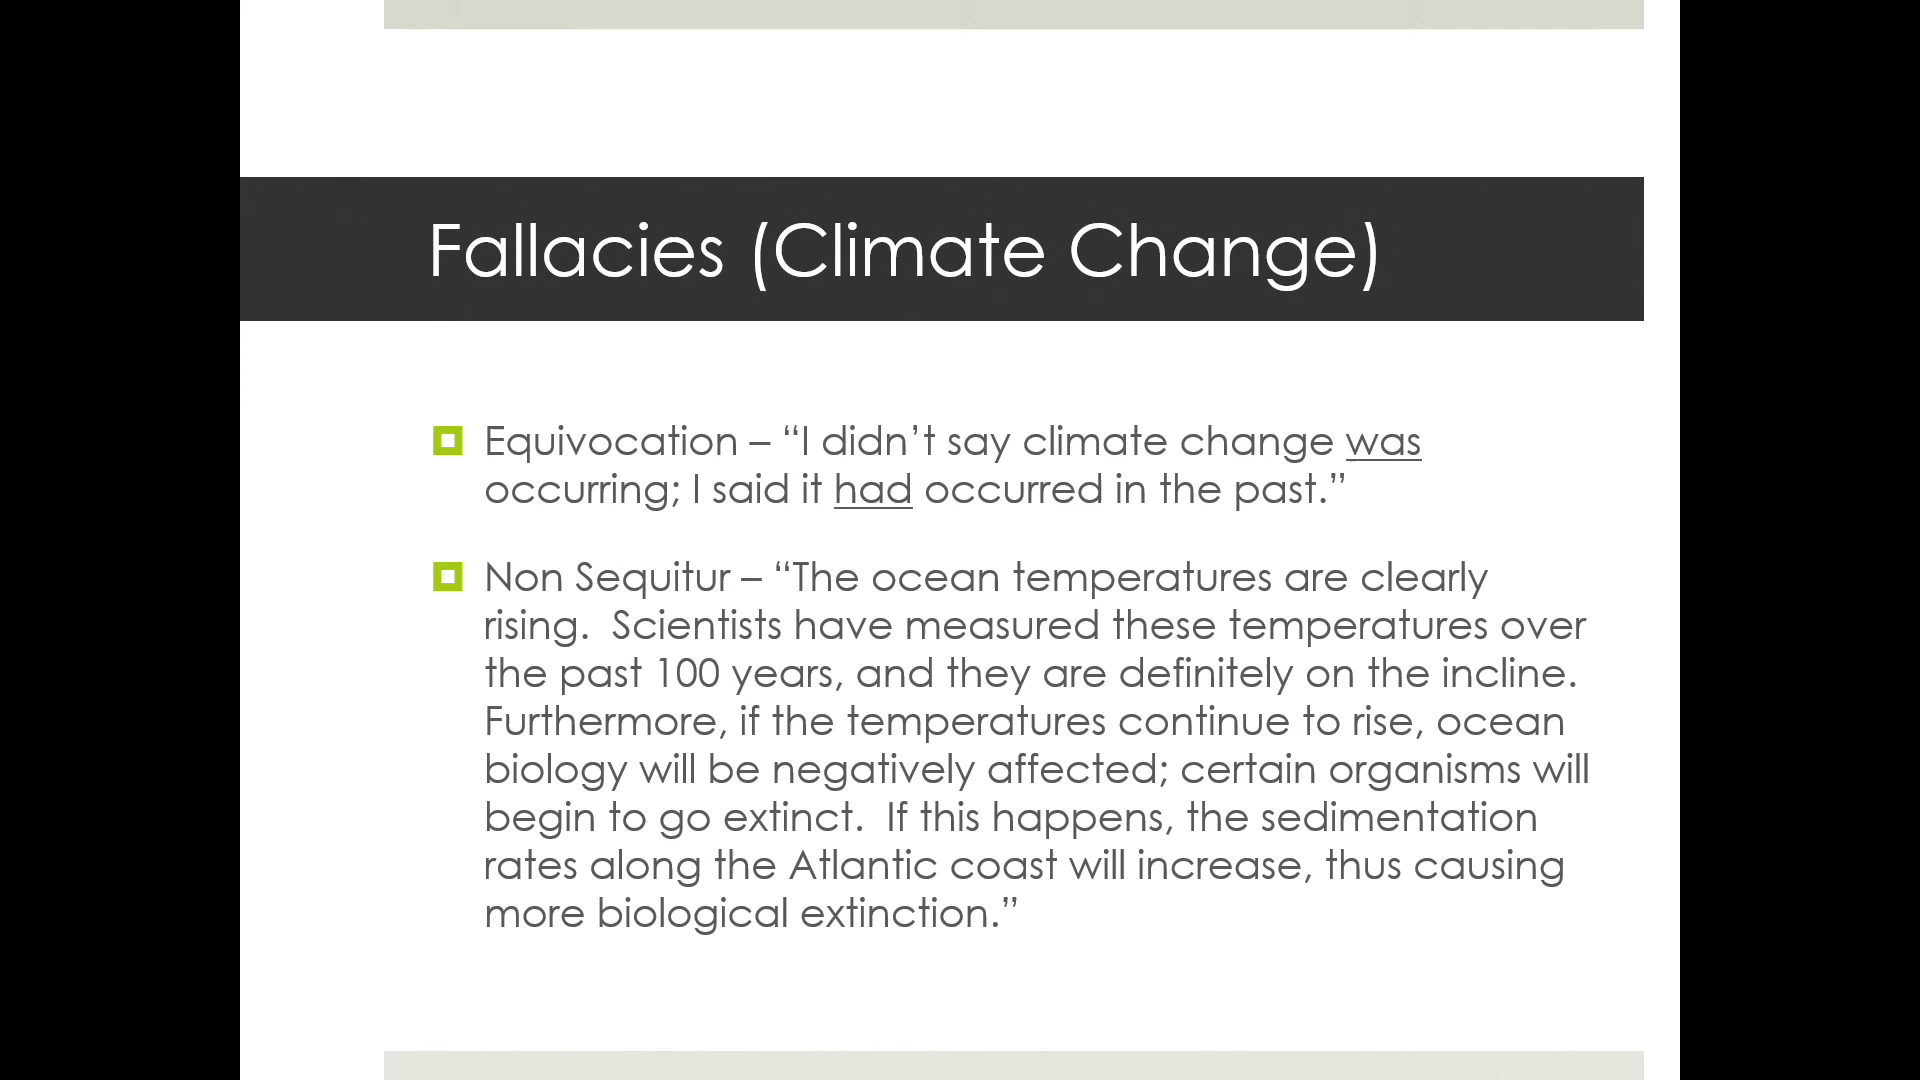 Fallacies (Climate Change)
Equivocation – “I didn’t say climate change was
occurring; I said it had occurred in the past.”
Non Sequitur – “The ocean temperatures are clearly
rising.  Scientists have measured these temperatures over
the past 100 years, and they are definitely on the incline.
Furthermore, if the temperatures continue to rise, ocean
biology will be negatively affected; certain organisms will
begin to go extinct.  If this happens, the sedimentation
rates along the Atlantic coast will increase, thus causing
more biological extinction.”